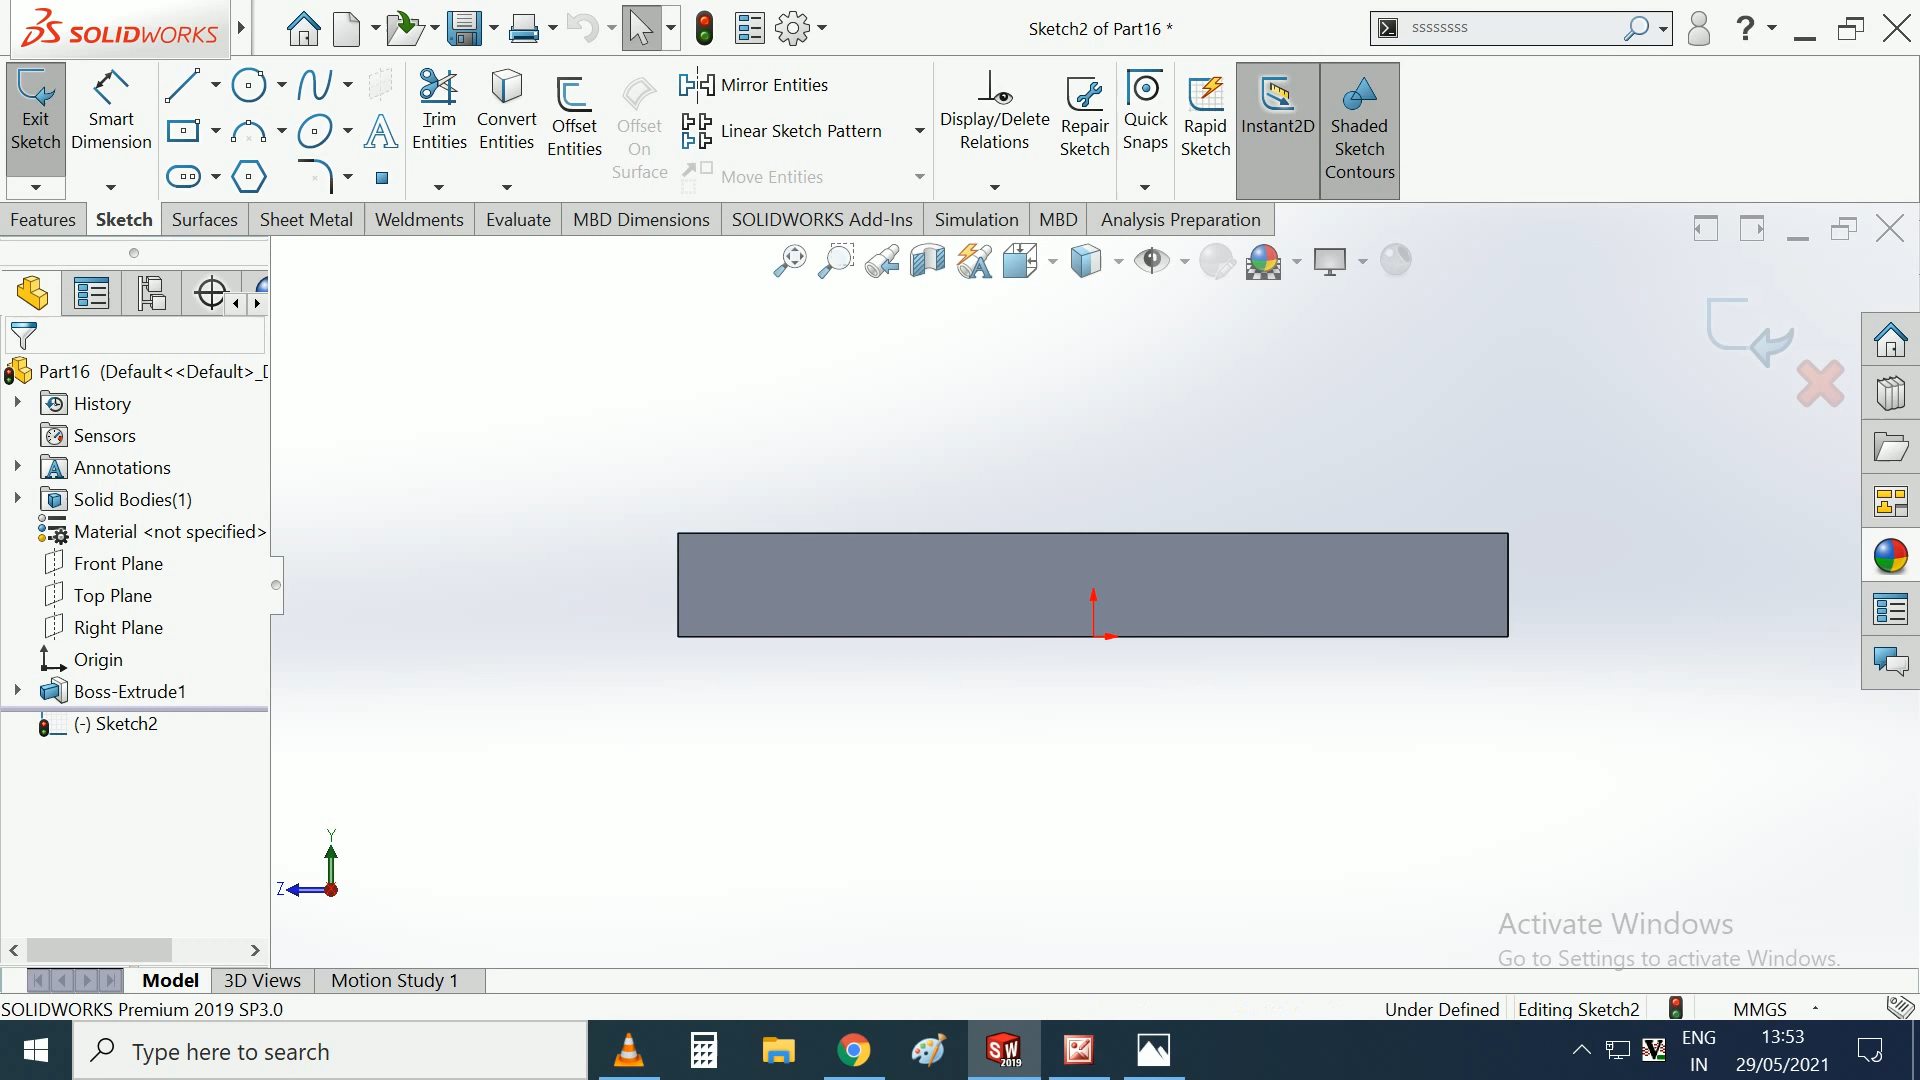 SOLIDWORKS
Sketch2 of Part16 *
ssssssss
Exit Sketch
Smart Dimension
Trim Entities
Convert Entities
Offset Entities
Offset On Surface
Mirror Entities
Linear Sketch Pattern
Move Entities
Display/Delete Relations
Repair Sketch
Quick Snaps
Rapid Sketch
Instant2D
Shaded Sketch Contours
Features
Sketch
Surfaces
Sheet Metal
Weldments
Evaluate
MBD Dimensions
SOLIDWORKS Add-Ins
Simulation
MBD
Analysis Preparation
Part16 (Default<<Default>_D
History
Sensors
Annotations
Solid Bodies(1)
Material <not specified>
Front Plane
Top Plane
Right Plane
Origin
Boss-Extrude1
(-) Sketch2
Y
Z
Activate Windows
Go to Settings to activate Windows.
Model
3D Views
Motion Study 1
SOLIDWORKS Premium 2019 SP3.0
Under Defined
Editing Sketch2
MMGS
Type here to search
SW
2019
ENG
IN
13:53
29/05/2021